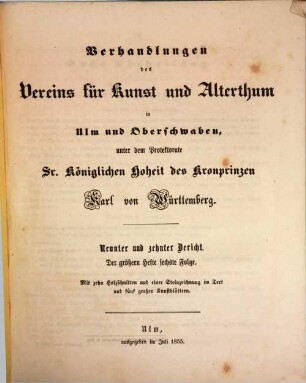 Verhandlungen
des
Vereins für Kunst und Alterthum
in
Ulm und Oberschwaben,
unter dem Protektorate
Sr. Königlichen Hoheit des Kronprinzen
Karl von Württemberg.
Neunter und zehnter Bericht.
Der größern Hefte sechste Folge.
Mit zehn Holzschnitten und einer Steinzeichnung im Text
und fünf großen Kunstblättern.
Ulm,
ausgegeben im Juli 1855.